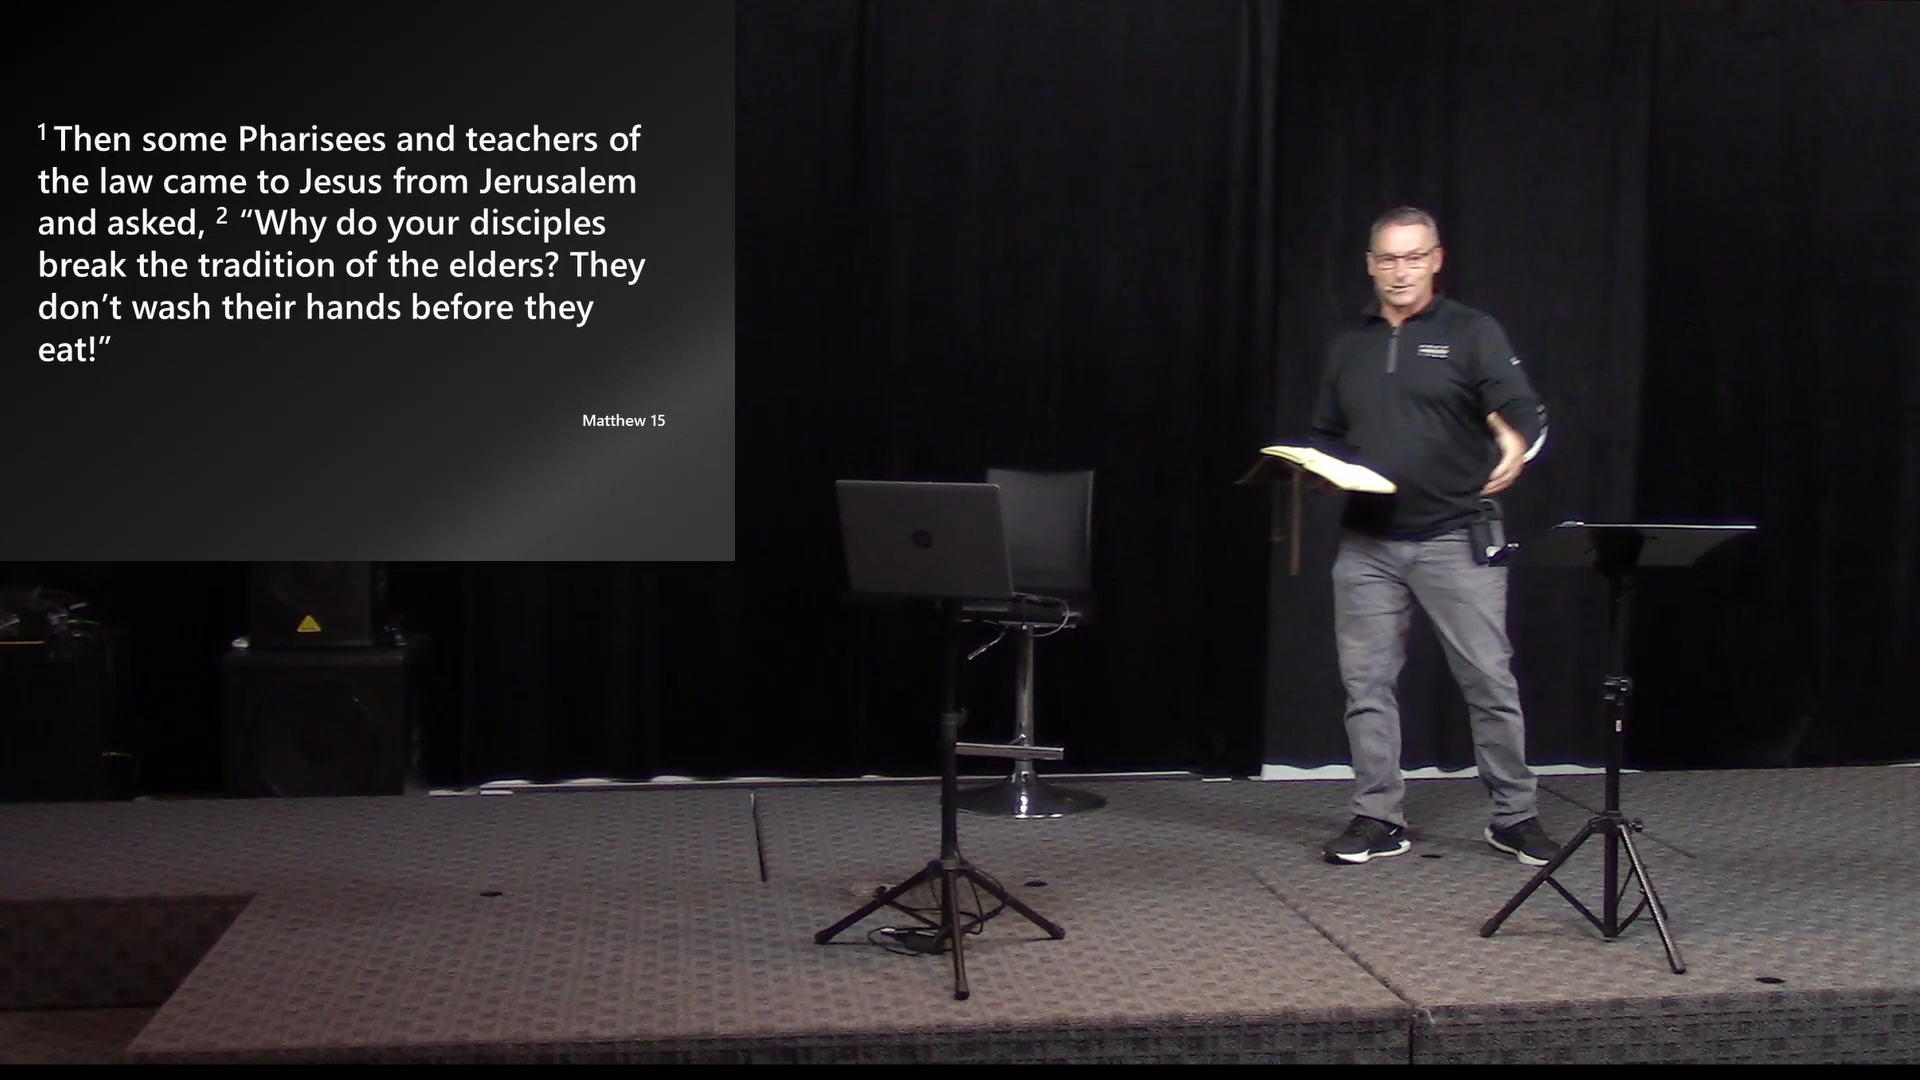 ¹ Then some Pharisees and teachers of
the law came to Jesus from Jerusalem
and asked, ² “Why do your disciples
break the tradition of the elders? They
don’t wash their hands before they
eat!”
Matthew 15
hp